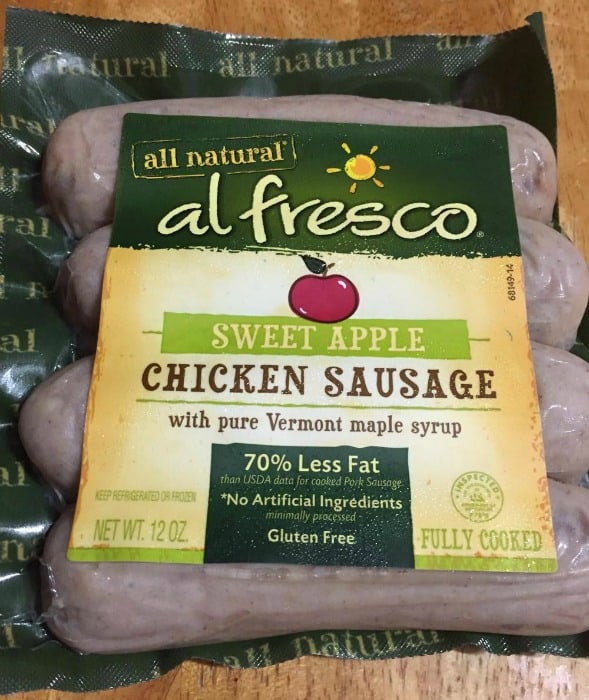 all natural all natural
all natural
al fresco
68149-14
SWEET APPLE
CHICKEN SAUSAGE
with pure Vermont maple syrup
70% Less Fat
than USDA data for cooked Pork Sausage
*No Artificial Ingredients
minimally processed
Gluten Free
KEEP REFRIGERATED OR FROZEN
NET WT. 12 OZ.
INSPECTED
FULLY COOKED
all natural